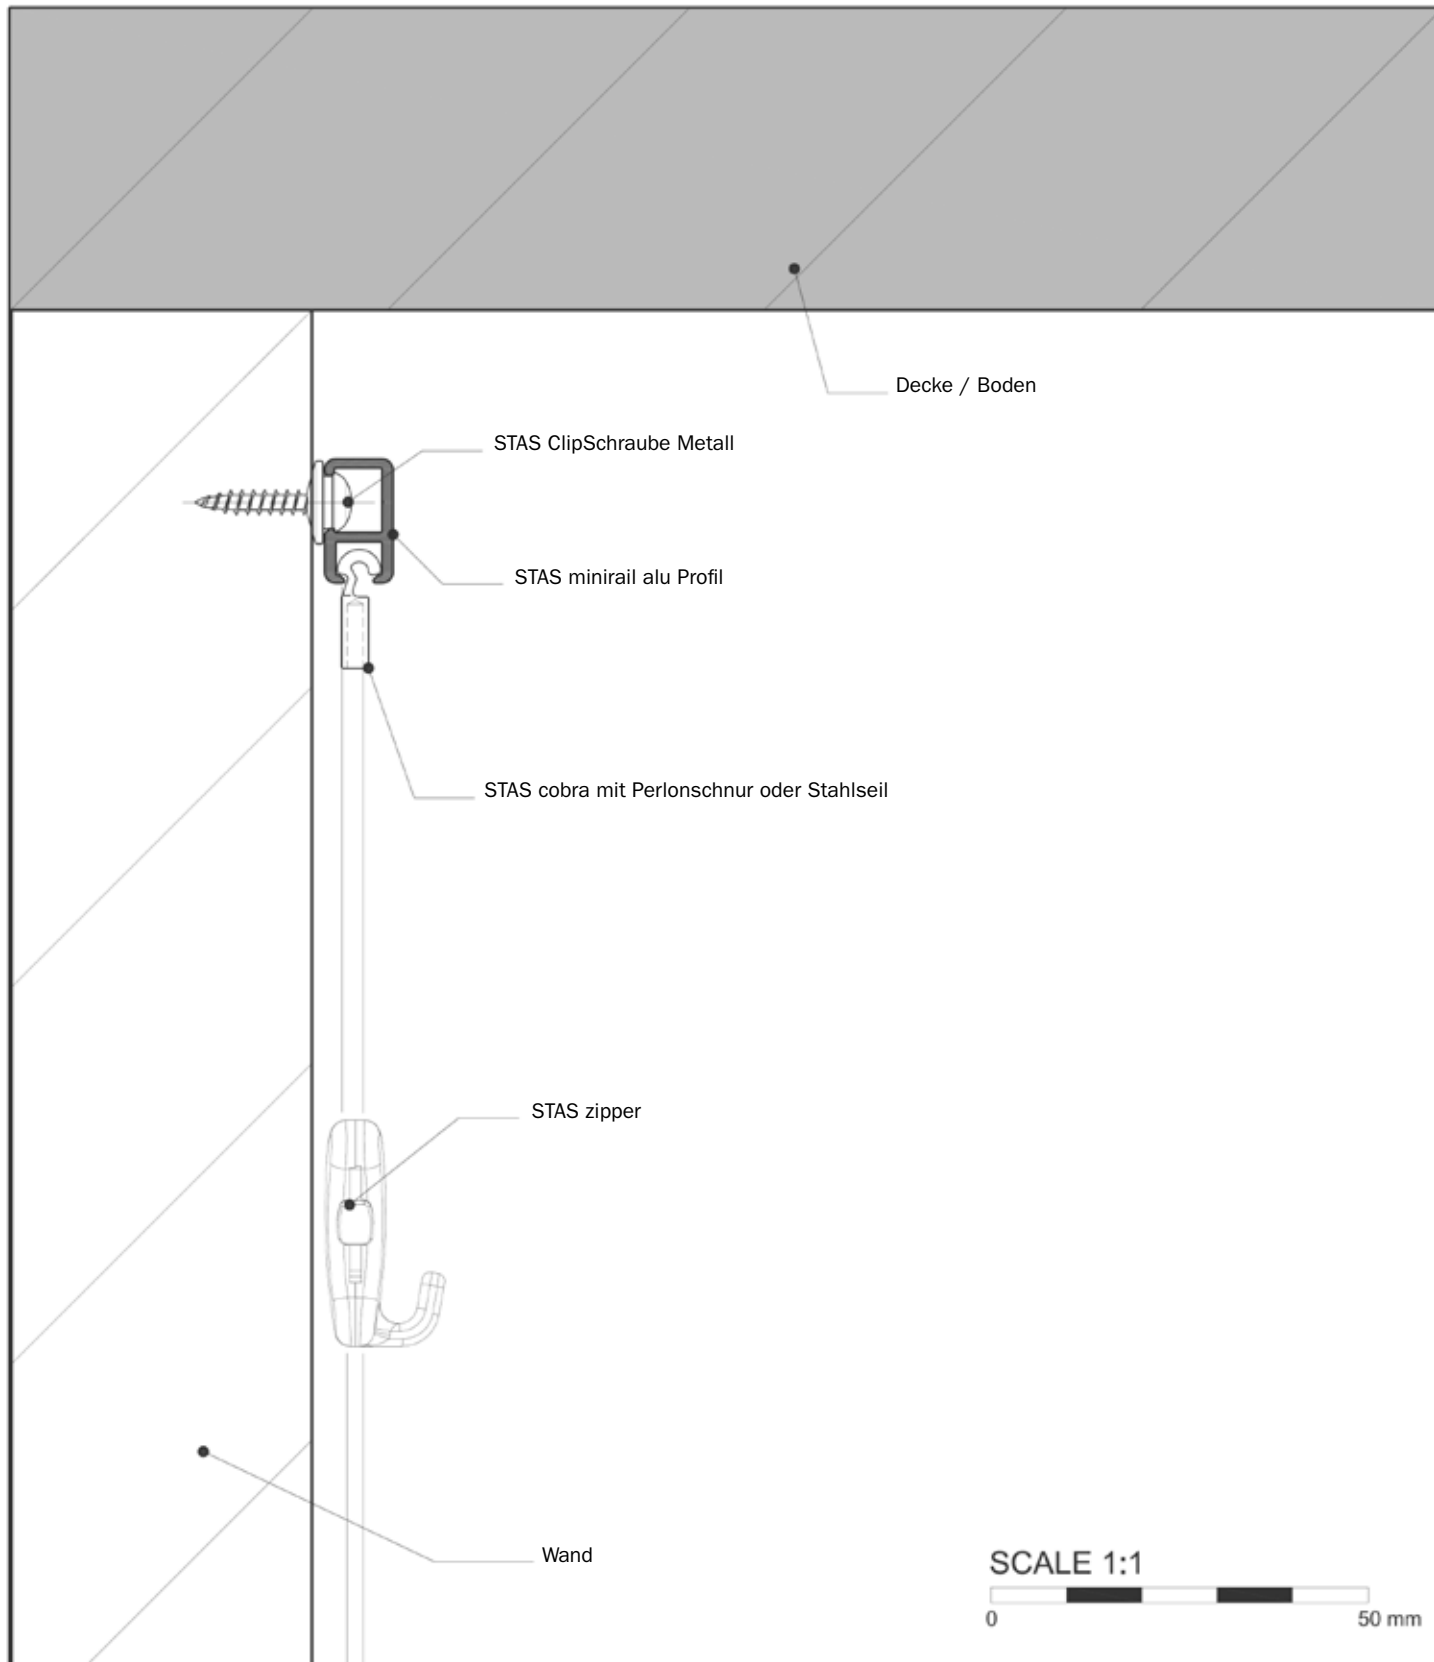 Decke / Boden
STAS ClipSchraube Metall
STAS minirail alu Profil
STAS cobra mit Perlonschnur oder Stahlseil
STAS zipper
Wand
SCALE 1:1
0 50 mm